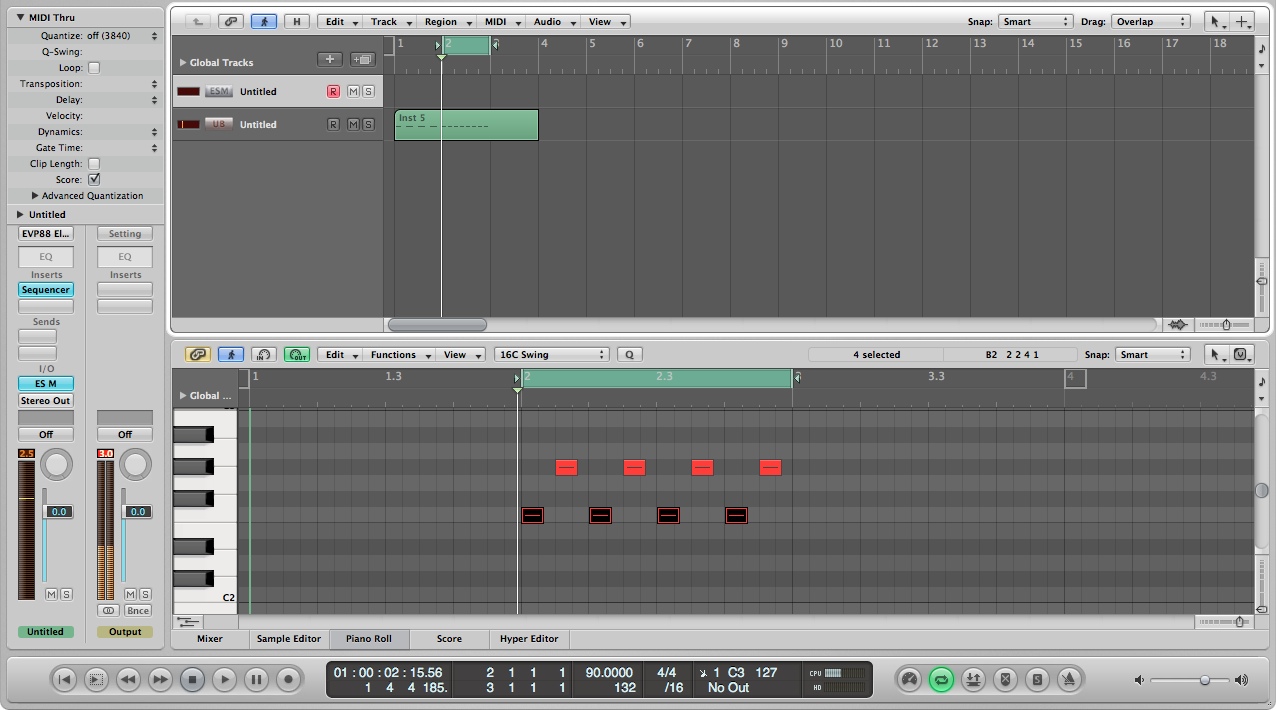 MIDI Thru
Quantize: off (3840)
Q-Swing:
Loop:
Transposition:
Delay:
Velocity:
Dynamics:
Gate Time:
Clip Length:
Score:
Advanced Quantization
Untitled
EVP88 El... Setting
EQ EQ
Inserts Inserts
Sequencer
Sends
I/O
ES M
Stereo Out
Off Off
2.5 3.0
0.0 0.0
M S M S
Bnce
Untitled Output
H Edit Track Region MIDI Audio View Snap: Smart Drag: Overlap
1 2 3 4 5 6 7 8 9 10 11 12 13 14 15 16 17 18
Global Tracks
ESM Untitled R M S
UB Untitled R M S
Inst 5
IN OUT Edit Functions View 16C Swing Q 4 selected B2 2 2 4 1 Snap: Smart
1 1.3 2 2.3 3.3 4 4.3
Global ...
C2
Mixer Sample Editor Piano Roll Score Hyper Editor
01 : 00 : 02 : 15.56 2 1 1 1 90.0000 4/4 1 C3 127 CPU
1 4 4 185. 3 1 1 1 132 /16 No Out HD
S